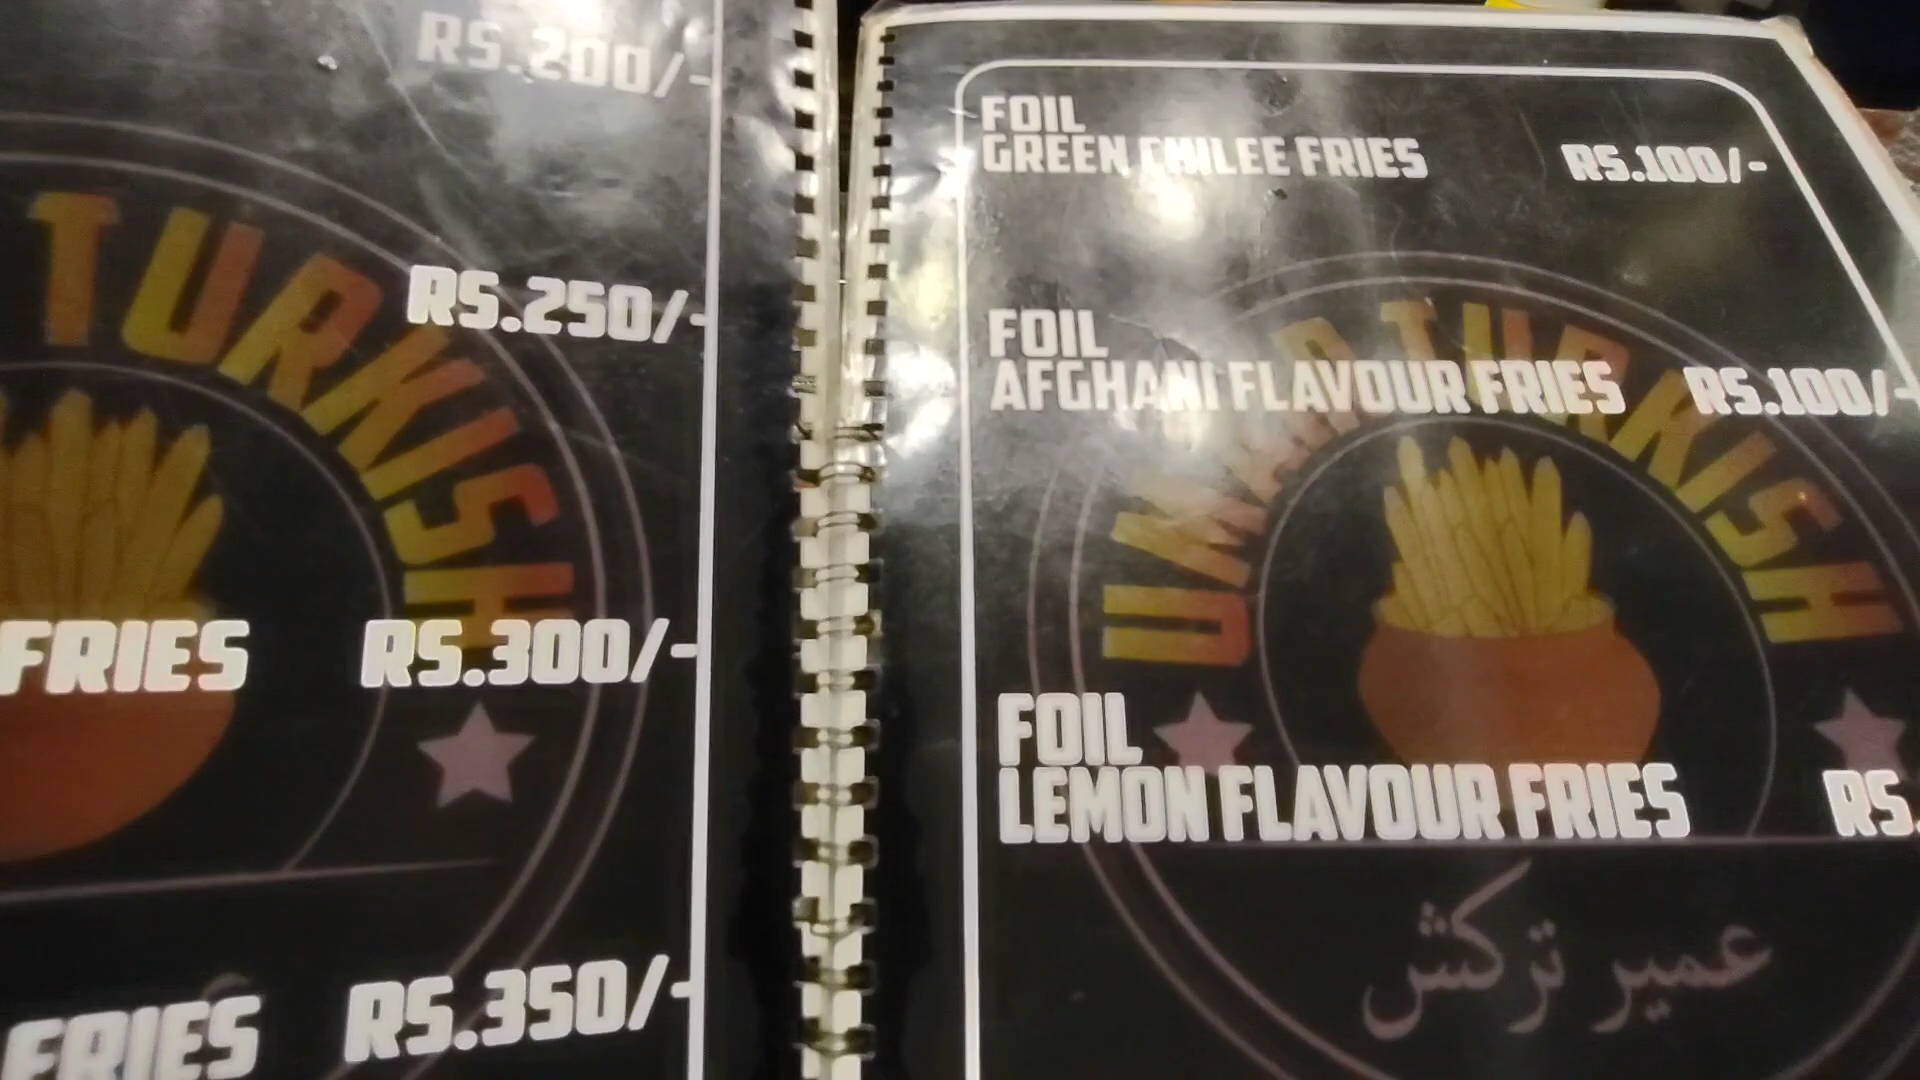 RS.200/-
TURKISH
RS.250/-
FRIES RS.300/-
FRIES RS.350/-
FOIL
GREEN CHILEE FRIES RS.100/-
FOIL
AFGHANI FLAVOUR FRIES RS.100/-
UMAIR TURKISH
FOIL
LEMON FLAVOUR FRIES RS.
عمیر ترکش